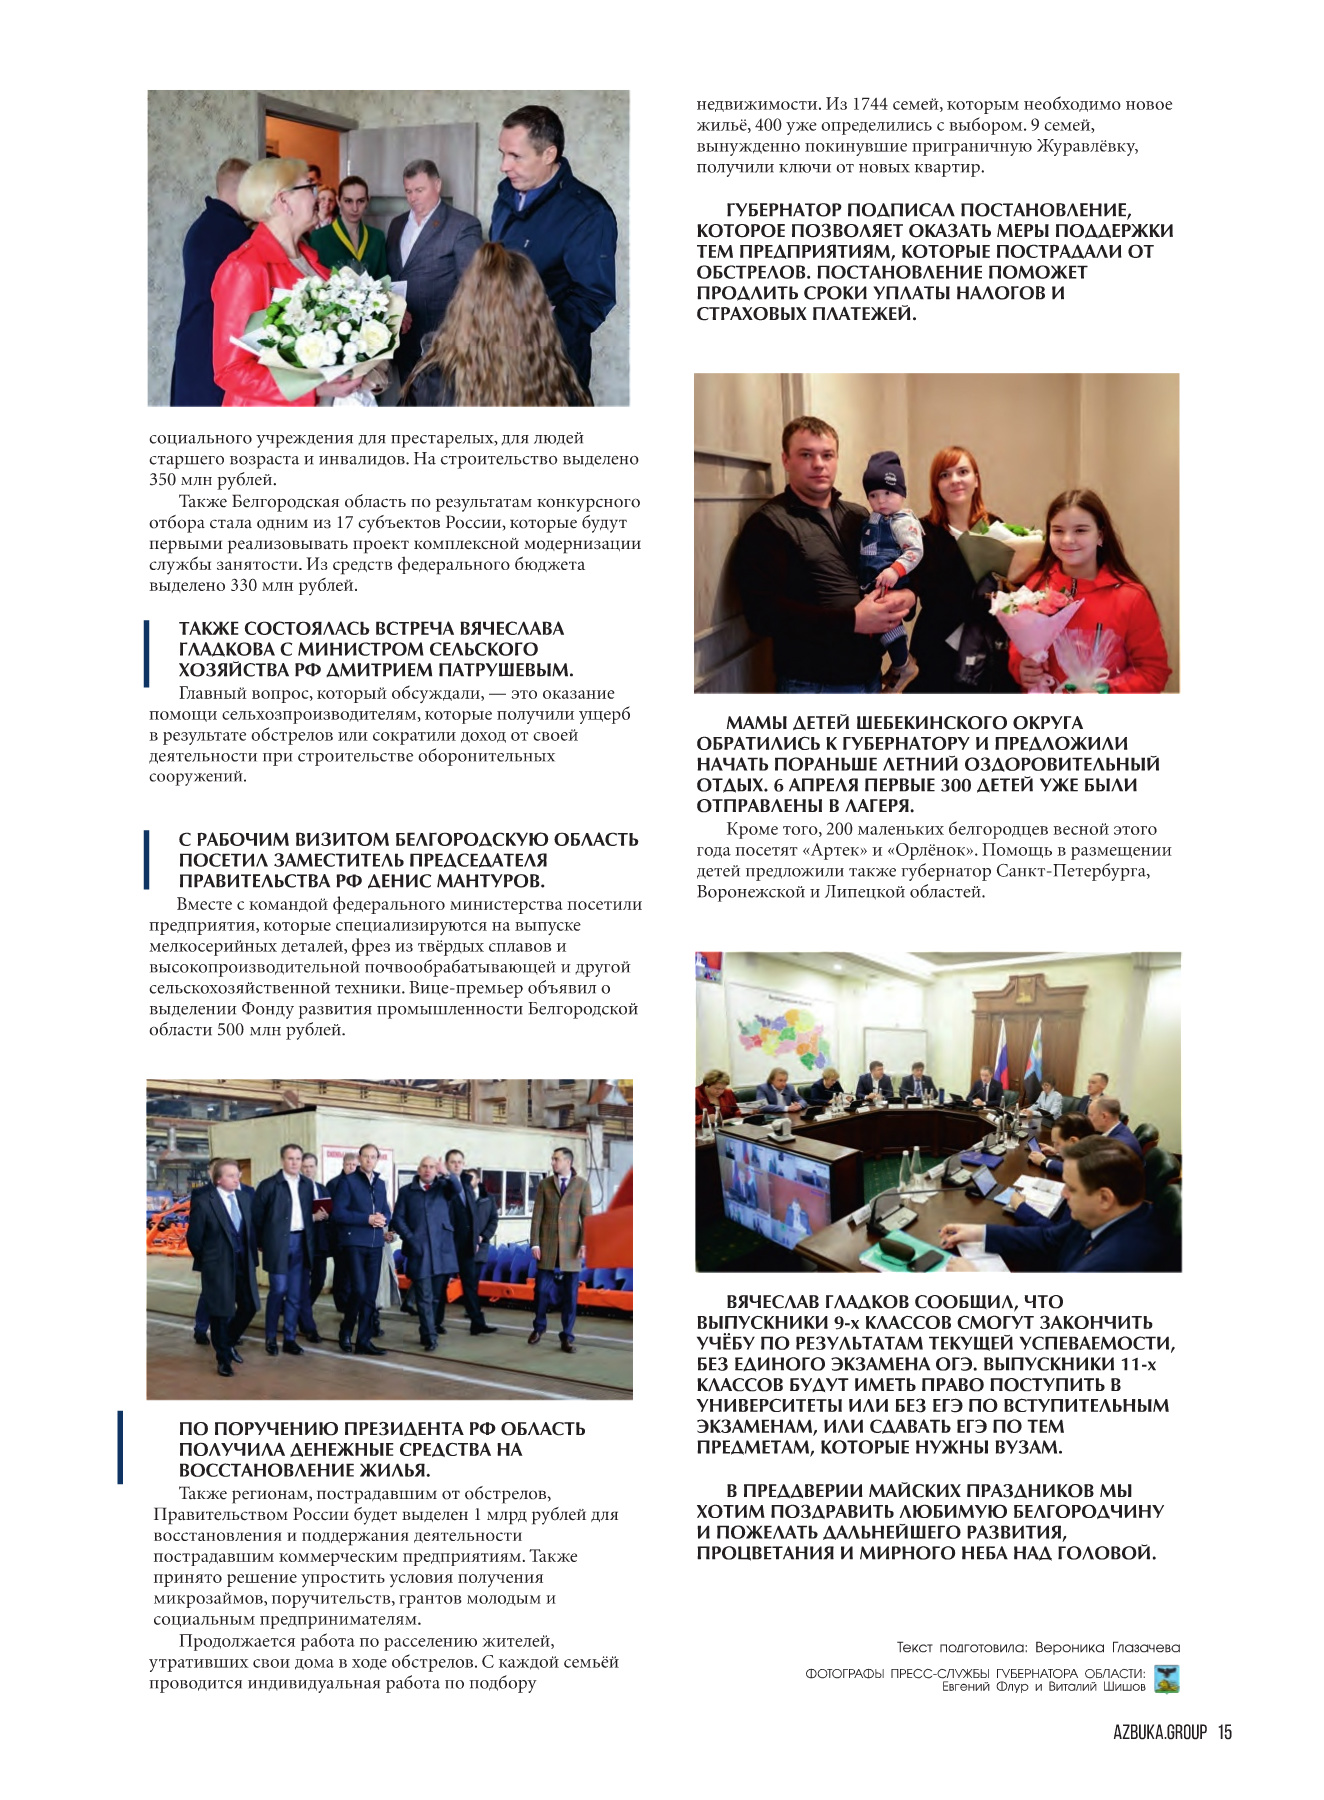 социального учреждения для престарелых, для людей
старшего возраста и инвалидов. На строительство выделено
350 млн рублей.
Также Белгородская область по результатам конкурсного
отбора стала одним из 17 субъектов России, которые будут
первыми реализовывать проект комплексной модернизации
службы занятости. Из средств федерального бюджета
выделено 330 млн рублей.
ТАКЖЕ СОСТОЯЛАСЬ ВСТРЕЧА ВЯЧЕСЛАВА
ГЛАДКОВА С МИНИСТРОМ СЕЛЬСКОГО
ХОЗЯЙСТВА РФ ДМИТРИЕМ ПАТРУШЕВЫМ.
Главный вопрос, который обсуждали, — это оказание
помощи сельхозпроизводителям, которые получили ущерб
в результате обстрелов или сократили доход от своей
деятельности при строительстве оборонительных
сооружений.
С РАБОЧИМ ВИЗИТОМ БЕЛГОРОДСКУЮ ОБЛАСТЬ
ПОСЕТИЛ ЗАМЕСТИТЕЛЬ ПРЕДСЕДАТЕЛЯ
ПРАВИТЕЛЬСТВА РФ ДЕНИС МАНТУРОВ.
Вместе с командой федерального министерства посетили
предприятия, которые специализируются на выпуске
мелкосерийных деталей, фрез из твёрдых сплавов и
высокопроизводительной почвообрабатывающей и другой
сельскохозяйственной техники. Вице-премьер объявил о
выделении Фонду развития промышленности Белгородской
области 500 млн рублей.
ПО ПОРУЧЕНИЮ ПРЕЗИДЕНТА РФ ОБЛАСТЬ
ПОЛУЧИЛА ДЕНЕЖНЫЕ СРЕДСТВА НА
ВОССТАНОВЛЕНИЕ ЖИЛЬЯ.
Также регионам, пострадавшим от обстрелов,
Правительством России будет выделен 1 млрд рублей для
восстановления и поддержания деятельности
пострадавшим коммерческим предприятиям. Также
принято решение упростить условия получения
микрозаймов, поручительств, грантов молодым и
социальным предпринимателям.
Продолжается работа по расселению жителей,
утративших свои дома в ходе обстрелов. С каждой семьёй
проводится индивидуальная работа по подбору
недвижимости. Из 1744 семей, которым необходимо новое
жильё, 400 уже определились с выбором. 9 семей,
вынужденно покинувшие приграничную Журавлёвку,
получили ключи от новых квартир.
ГУБЕРНАТОР ПОДПИСАЛ ПОСТАНОВЛЕНИЕ,
КОТОРОЕ ПОЗВОЛЯЕТ ОКАЗАТЬ МЕРЫ ПОДДЕРЖКИ
ТЕМ ПРЕДПРИЯТИЯМ, КОТОРЫЕ ПОСТРАДАЛИ ОТ
ОБСТРЕЛОВ. ПОСТАНОВЛЕНИЕ ПОМОЖЕТ
ПРОДЛИТЬ СРОКИ УПЛАТЫ НАЛОГОВ И
СТРАХОВЫХ ПЛАТЕЖЕЙ.
МАМЫ ДЕТЕЙ ШЕБЕКИНСКОГО ОКРУГА
ОБРАТИЛИСЬ К ГУБЕРНАТОРУ И ПРЕДЛОЖИЛИ
НАЧАТЬ ПОРАНЬШЕ ЛЕТНИЙ ОЗДОРОВИТЕЛЬНЫЙ
ОТДЫХ. 6 АПРЕЛЯ ПЕРВЫЕ 300 ДЕТЕЙ УЖЕ БЫЛИ
ОТПРАВЛЕНЫ В ЛАГЕРЯ.
Кроме того, 200 маленьких белгородцев весной этого
года посетят «Артек» и «Орлёнок». Помощь в размещении
детей предложили также губернатор Санкт-Петербурга,
Воронежской и Липецкой областей.
ВЯЧЕСЛАВ ГЛАДКОВ СООБЩИЛ, ЧТО
ВЫПУСКНИКИ 9-х КЛАССОВ СМОГУТ ЗАКОНЧИТЬ
УЧЁБУ ПО РЕЗУЛЬТАТАМ ТЕКУЩЕЙ УСПЕВАЕМОСТИ,
БЕЗ ЕДИНОГО ЭКЗАМЕНА ОГЭ. ВЫПУСКНИКИ 11-х
КЛАССОВ БУДУТ ИМЕТЬ ПРАВО ПОСТУПИТЬ В
УНИВЕРСИТЕТЫ ИЛИ БЕЗ ЕГЭ ПО ВСТУПИТЕЛЬНЫМ
ЭКЗАМЕНАМ, ИЛИ СДАВАТЬ ЕГЭ ПО ТЕМ
ПРЕДМЕТАМ, КОТОРЫЕ НУЖНЫ ВУЗАМ.
В ПРЕДДВЕРИИ МАЙСКИХ ПРАЗДНИКОВ МЫ
ХОТИМ ПОЗДРАВИТЬ ЛЮБИМУЮ БЕЛГОРОДЧИНУ
И ПОЖЕЛАТЬ ДАЛЬНЕЙШЕГО РАЗВИТИЯ,
ПРОЦВЕТАНИЯ И МИРНОГО НЕБА НАД ГОЛОВОЙ.
Текст подготовила: Вероника Глазачева
ФОТОГРАФЫ ПРЕСС-СЛУЖБЫ ГУБЕРНАТОРА ОБЛАСТИ:
Евгений Флур и Виталий Шишов
AZBUKA.GROUP 15